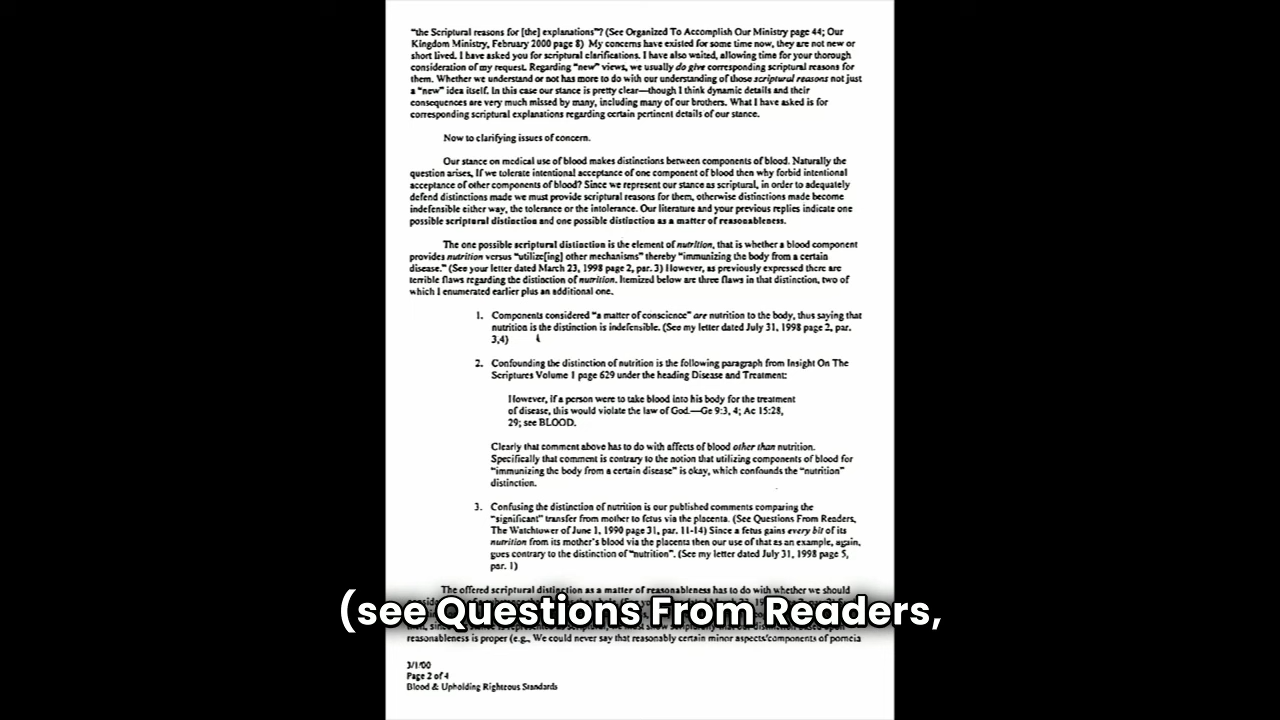 "the Scriptural reasons for [the] explanations"? (See Organized To Accomplish Our Ministry page 44; Our
Kingdom Ministry, February 2000 page 8) My concerns have existed for some time now, they are not new or
short lived. I have asked you for scriptural clarifications. I have also waited, allowing time for your thorough
consideration of my request. Regarding "new" views, we usually do give corresponding scriptural reasons for
them. Whether we understand or not has more to do with our understanding of those scriptural reasons not just
a "new" idea itself. In this case our stance is pretty clear—though I think dynamic details and their
consequences are very much missed by many, including many of our brothers. What I have asked is for
corresponding scriptural explanations regarding certain pertinent details of our stance.
Now to clarifying issues of concern.
Our stance on medical use of blood makes distinctions between components of blood. Naturally the
question arises, If we tolerate intentional acceptance of one component of blood then why forbid intentional
acceptance of other components of blood? Since we represent our stance as scriptural, in order to adequately
defend distinctions made we must provide scriptural reasons for them, otherwise distinctions made become
indefensible either way, the tolerance or the intolerance. Our literature and your previous replies indicate one
possible scriptural distinction and one possible distinction as a matter of reasonableness.
The one possible scriptural distinction is the element of nutrition, that is whether a blood component
provides nutrition versus "utilize[ing] other mechanisms" thereby "immunizing the body from a certain
disease." (See your letter dated March 23, 1998 page 2, par. 3) However, as previously expressed there are
terrible flaws regarding the distinction of nutrition. Itemized below are three flaws in that distinction, two of
which I enumerated earlier plus an additional one.
1. Components considered "a matter of conscience" are nutrition to the body, thus saying that
nutrition is the distinction is indefensible. (See my letter dated July 31, 1998 page 2, par.
3,4)
2. Confounding the distinction of nutrition is the following paragraph from Insight On The
Scriptures Volume 1 page 629 under the heading Disease and Treatment:
However, if a person were to take blood into his body for the treatment
of disease, this would violate the law of God.—Ge 9:3, 4; Ac 15:28,
29; see BLOOD.
Clearly that comment above has to do with affects of blood other than nutrition.
Specifically that comment is contrary to the notion that utilizing components of blood for
"immunizing the body from a certain disease" is okay, which confounds the "nutrition"
distinction.
3. Confusing the distinction of nutrition is our published comments comparing the
"significant" transfer from mother to fetus via the placenta. (See Questions From Readers,
The Watchtower of June 1, 1990 page 31, par. 11-14) Since a fetus gains every bit of its
nutrition from its mother's blood via the placenta then our use of that as an example, again,
goes contrary to the distinction of "nutrition". (See my letter dated July 31, 1998 page 5,
par. 1)
The offered scriptural distinction as a matter of reasonableness has to do with whether we should
(see Questions From Readers,
reasonableness is proper (e.g., We could never say that reasonably certain minor aspects/components of porneia
3/1/00
Page 2 of 4
Blood & Upholding Righteous Standards